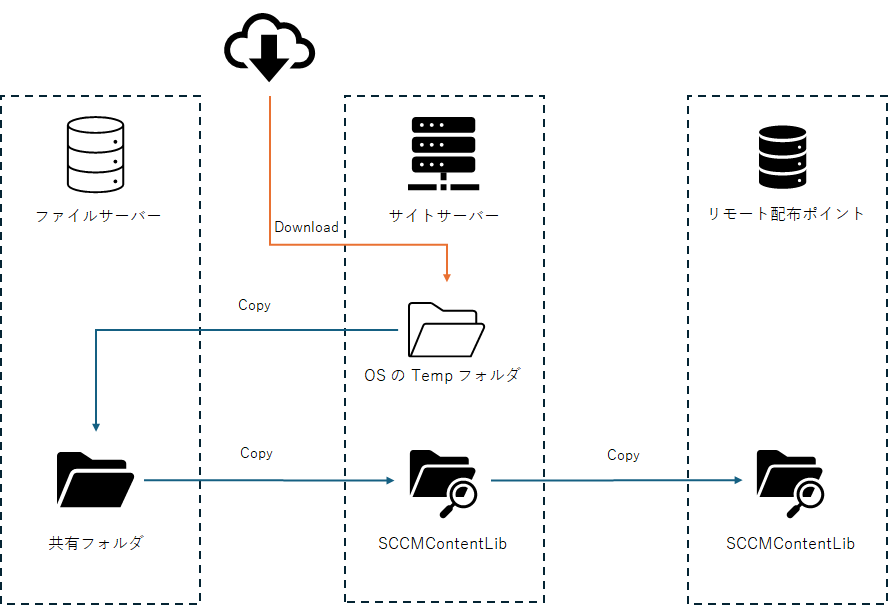 ファイルサーバー
サイトサーバー
リモート配布ポイント
Download
Copy
OS の Temp フォルダ
Copy
Copy
共有フォルダ
SCCMContentLib
SCCMContentLib